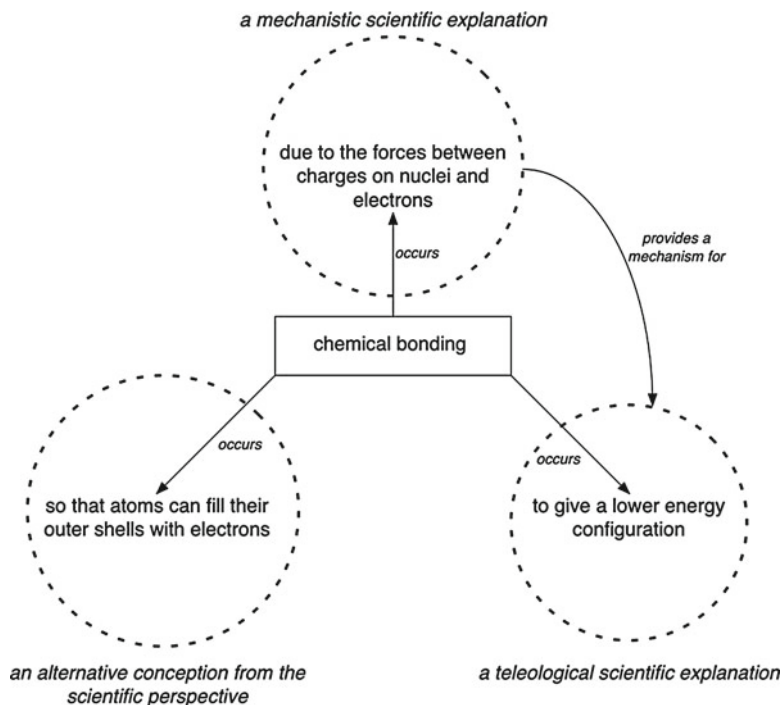 a mechanistic scientific explanation
due to the forces between
charges on nuclei and
electrons
occurs
provides a
mechanism for
chemical bonding
occurs
occurs
so that atoms can fill their
outer shells with electrons
to give a lower energy
configuration
an alternative conception from the
scientific perspective
a teleological scientific explanation